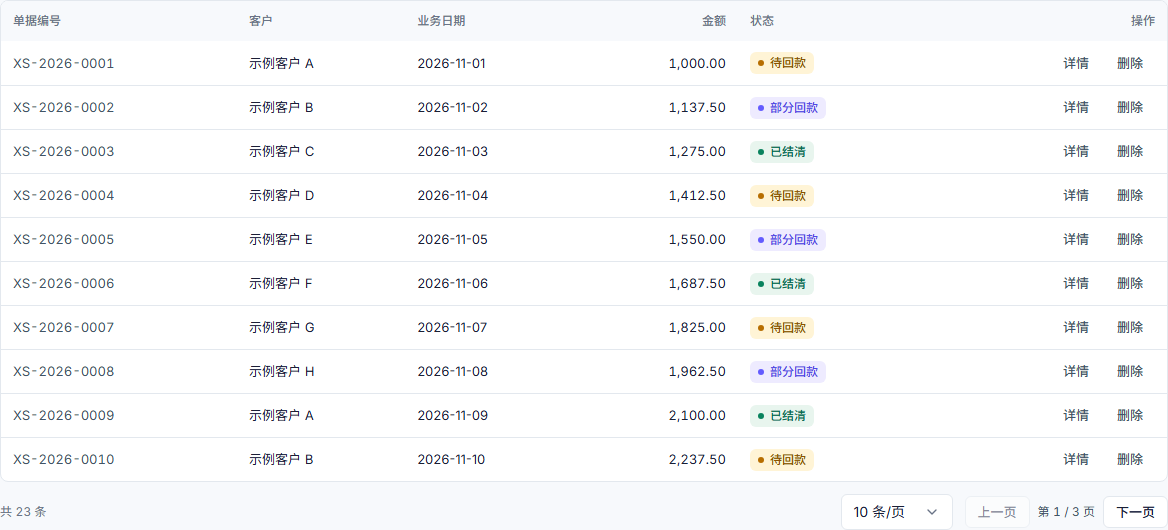 单据编号 客户 业务日期 金额 状态 操作
XS-2026-0001 示例客户 A 2026-11-01 1,000.00 待回款 详情 删除
XS-2026-0002 示例客户 B 2026-11-02 1,137.50 部分回款 详情 删除
XS-2026-0003 示例客户 C 2026-11-03 1,275.00 已结清 详情 删除
XS-2026-0004 示例客户 D 2026-11-04 1,412.50 待回款 详情 删除
XS-2026-0005 示例客户 E 2026-11-05 1,550.00 部分回款 详情 删除
XS-2026-0006 示例客户 F 2026-11-06 1,687.50 已结清 详情 删除
XS-2026-0007 示例客户 G 2026-11-07 1,825.00 待回款 详情 删除
XS-2026-0008 示例客户 H 2026-11-08 1,962.50 部分回款 详情 删除
XS-2026-0009 示例客户 A 2026-11-09 2,100.00 已结清 详情 删除
XS-2026-0010 示例客户 B 2026-11-10 2,237.50 待回款 详情 删除
共 23 条 10 条/页 上一页 第 1 / 3 页 下一页